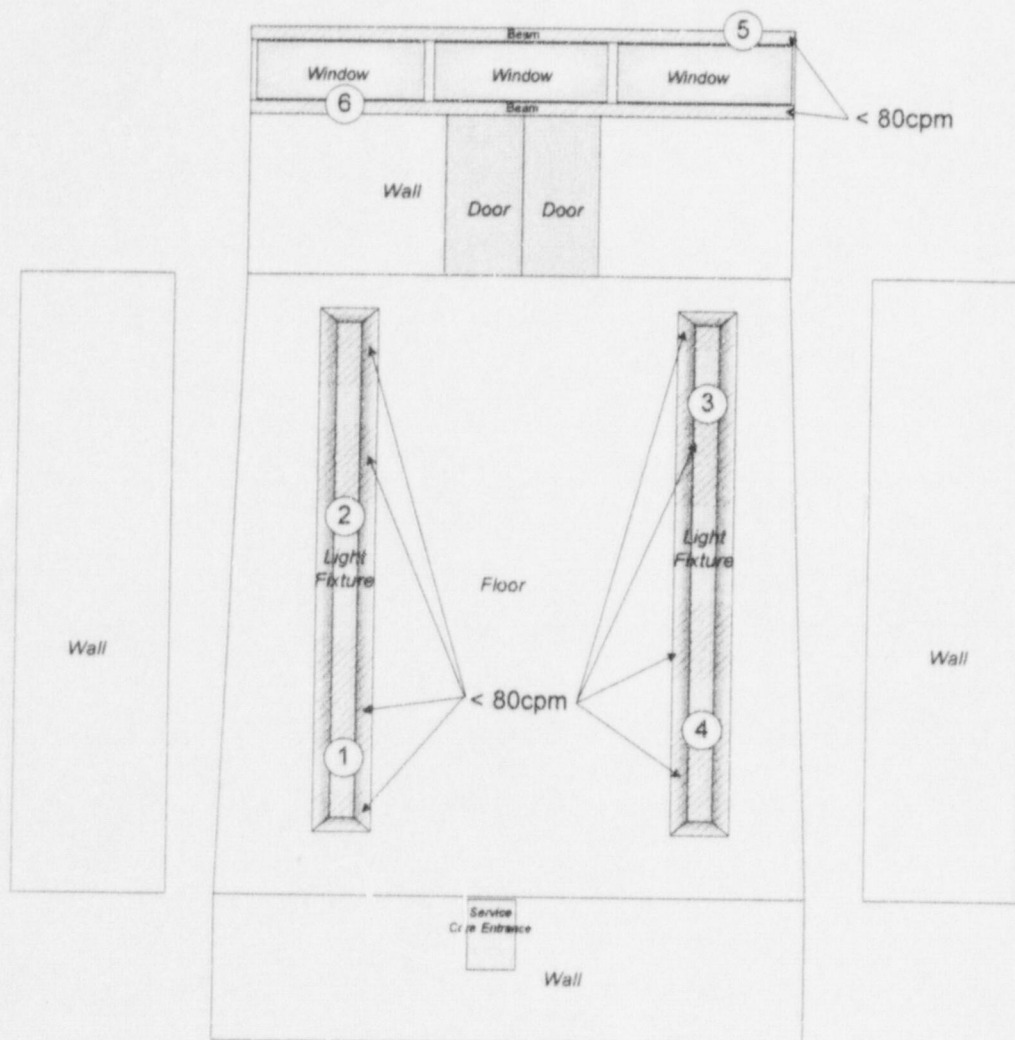 Beam
5
Window
Window
Window
6
Beam
< 80cpm
Wall
Door
Door
3
2
Light
Fixture
Light
Fixture
Floor
Wall
Wall
< 80cpm
4
1
Service
Core Entrance
Wall